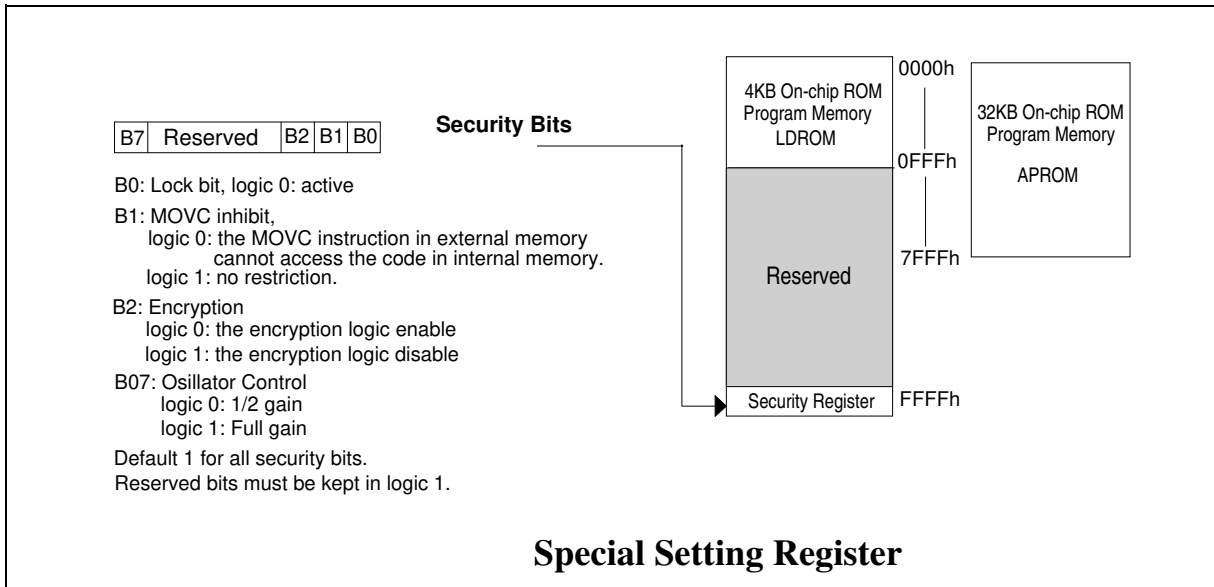 B7 Reserved B2 B1 B0
Security Bits
B0: Lock bit, logic 0: active
B1: MOVC inhibit,
logic 0: the MOVC instruction in external memory
cannot access the code in internal memory.
logic 1: no restriction.
B2: Encryption
logic 0: the encryption logic enable
logic 1: the encryption logic disable
B07: Osillator Control
logic 0: 1/2 gain
logic 1: Full gain
Default 1 for all security bits.
Reserved bits must be kept in logic 1.
4KB On-chip ROM
Program Memory
LDROM
Reserved
Security Register
0000h
0FFFh
7FFFh
FFFFh
32KB On-chip ROM
Program Memory
APROM
Special Setting Register